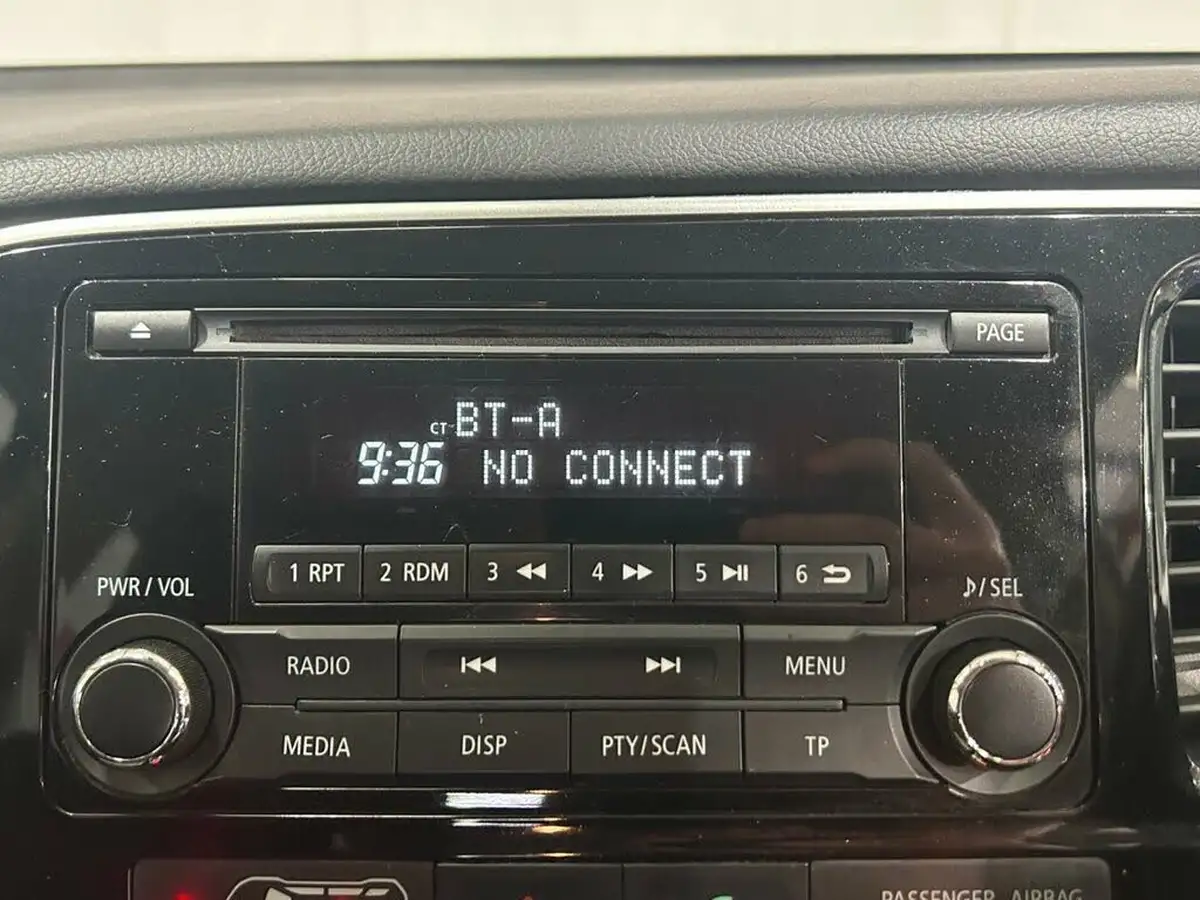 PAGE
CT BT-A
9:36 NO CONNECT
1 RPT 2 RDM 3 4 5 6
PWR / VOL
/ SEL
RADIO MENU
MEDIA DISP PTY/SCAN TP
PASSENGER AIRBAG